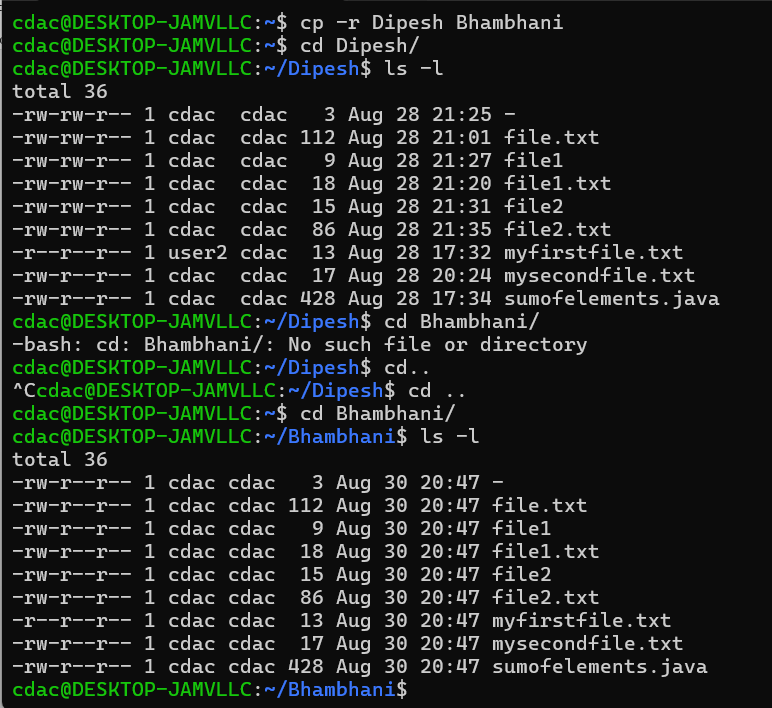 cdac@DESKTOP-JAMVLLC:~$ cp -r Dipesh Bhambhani
cdac@DESKTOP-JAMVLLC:~$ cd Dipesh/
cdac@DESKTOP-JAMVLLC:~/Dipesh$ ls -l
total 36
-rw-rw-r-- 1 cdac  cdac   3 Aug 28 21:25 -
-rw-rw-r-- 1 cdac  cdac 112 Aug 28 21:01 file.txt
-rw-rw-r-- 1 cdac  cdac   9 Aug 28 21:27 file1
-rw-rw-r-- 1 cdac  cdac  18 Aug 28 21:20 file1.txt
-rw-rw-r-- 1 cdac  cdac  15 Aug 28 21:31 file2
-rw-rw-r-- 1 cdac  cdac  86 Aug 28 21:35 file2.txt
-r--r--r-- 1 user2 cdac  13 Aug 28 17:32 myfirstfile.txt
-rw-rw-r-- 1 cdac  cdac  17 Aug 28 20:24 mysecondfile.txt
-rw-rw-r-- 1 cdac  cdac 428 Aug 28 17:34 sumofelements.java
cdac@DESKTOP-JAMVLLC:~/Dipesh$ cd Bhambhani/
-bash: cd: Bhambhani/: No such file or directory
cdac@DESKTOP-JAMVLLC:~/Dipesh$ cd..
^Ccdac@DESKTOP-JAMVLLC:~/Dipesh$ cd ..
cdac@DESKTOP-JAMVLLC:~$ cd Bhambhani/
cdac@DESKTOP-JAMVLLC:~/Bhambhani$ ls -l
total 36
-rw-r--r-- 1 cdac cdac   3 Aug 30 20:47 -
-rw-r--r-- 1 cdac cdac 112 Aug 30 20:47 file.txt
-rw-r--r-- 1 cdac cdac   9 Aug 30 20:47 file1
-rw-r--r-- 1 cdac cdac  18 Aug 30 20:47 file1.txt
-rw-r--r-- 1 cdac cdac  15 Aug 30 20:47 file2
-rw-r--r-- 1 cdac cdac  86 Aug 30 20:47 file2.txt
-r--r--r-- 1 cdac cdac  13 Aug 30 20:47 myfirstfile.txt
-rw-r--r-- 1 cdac cdac  17 Aug 30 20:47 mysecondfile.txt
-rw-r--r-- 1 cdac cdac 428 Aug 30 20:47 sumofelements.java
cdac@DESKTOP-JAMVLLC:~/Bhambhani$